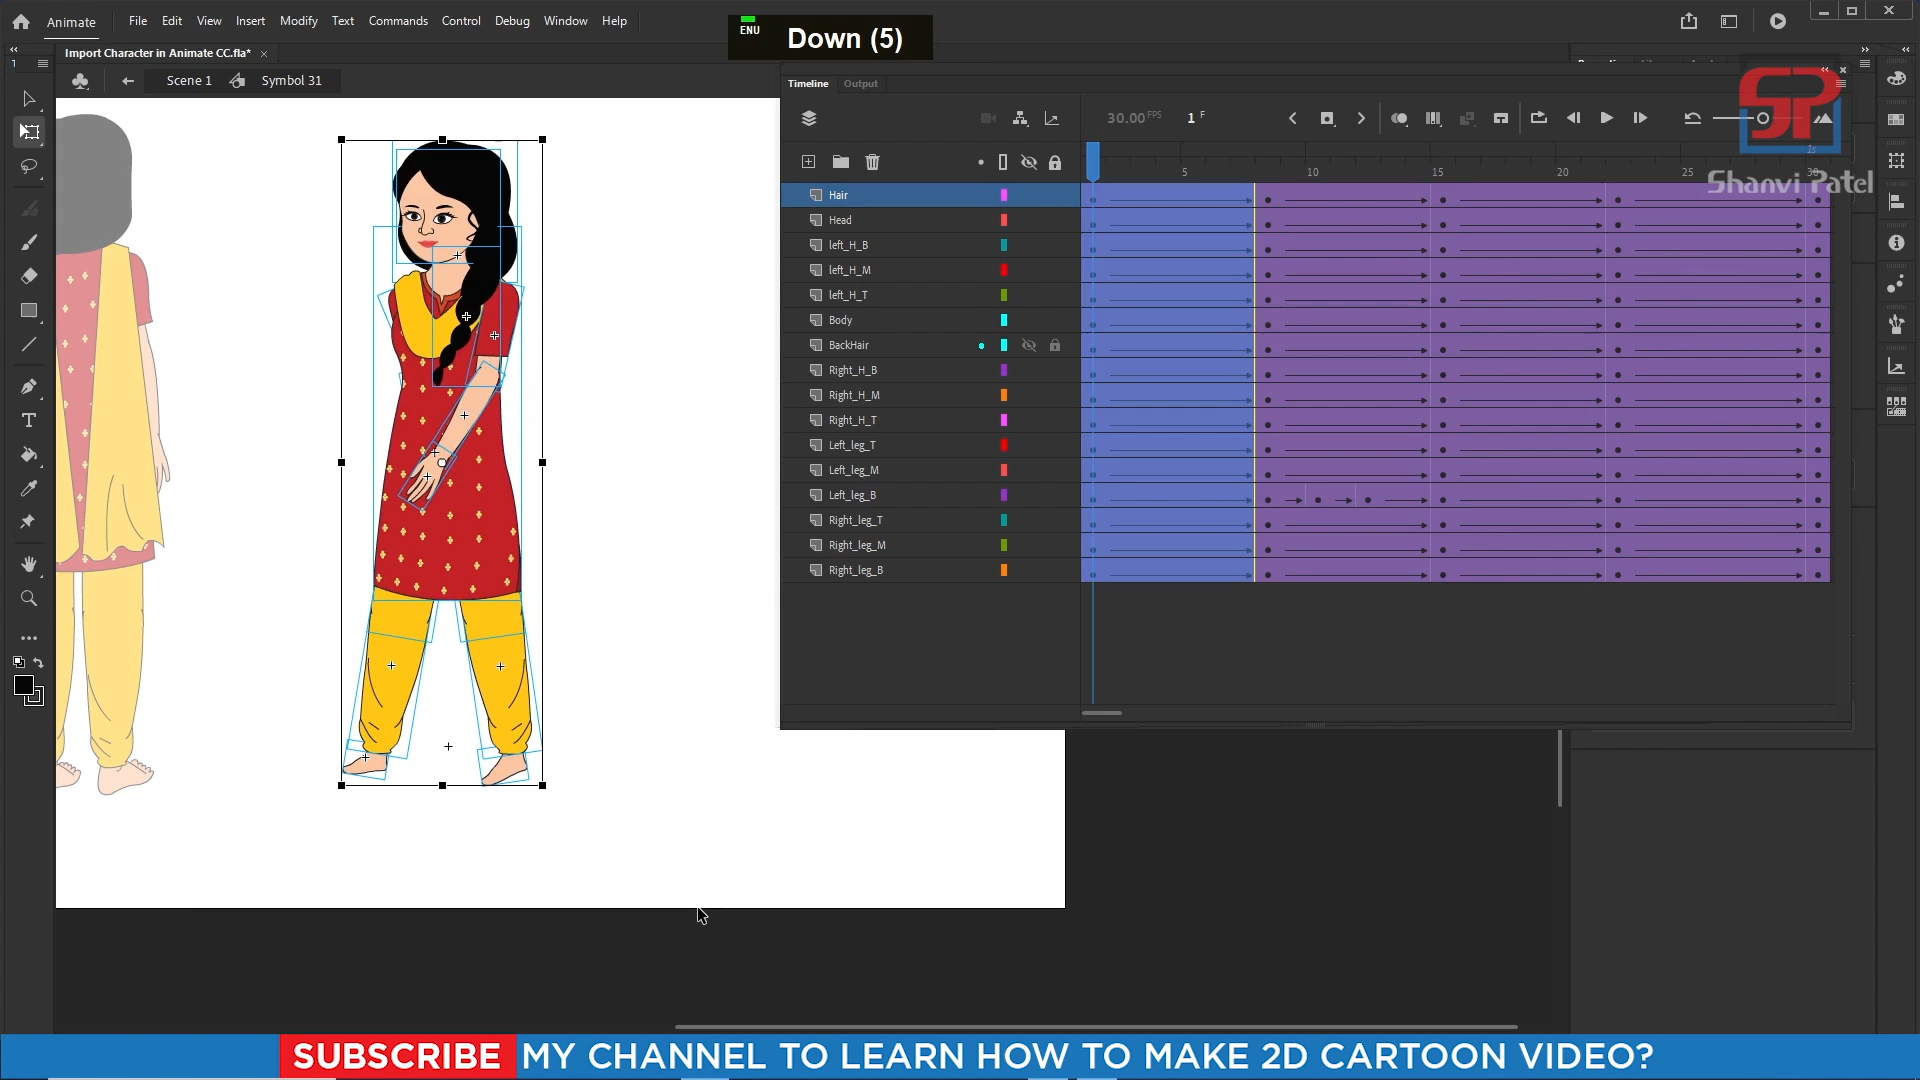 Animate
File Edit View Insert Modify Text Commands Control Debug Window Help
ENU
Down (5)
Import Character in Animate CC.fla*
Scene 1
Symbol 31
Timeline
Output
30.00 FPS
1 F
SP
Shanvi Patel
1s
5 10 15 20 25 30
Hair
Head
left_H_B
left_H_M
left_H_T
Body
BackHair
Right_H_B
Right_H_M
Right_H_T
Left_leg_T
Left_leg_M
Left_leg_B
Right_leg_T
Right_leg_M
Right_leg_B
SUBSCRIBE MY CHANNEL TO LEARN HOW TO MAKE 2D CARTOON VIDEO?